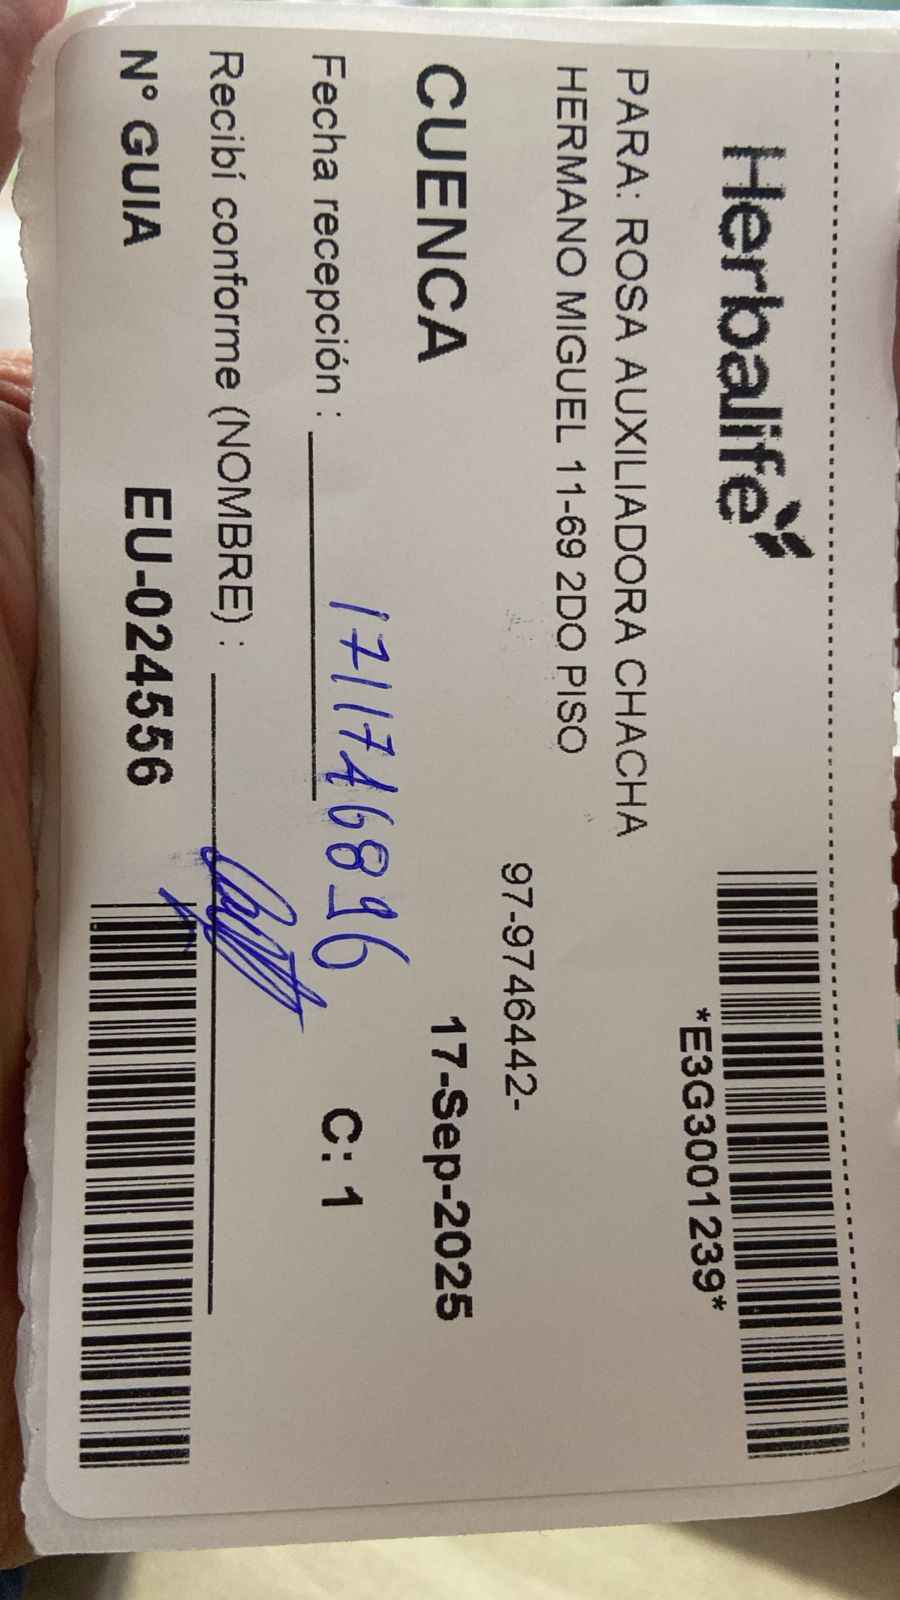 Herbalife
*E3G3001239*
PARA: ROSA AUXILIADORA CHACHA
HERMANO MIGUEL 11-69 2DO PISO
97-9746442-
CUENCA 17-Sep-2025
171176896
Fecha recepción : C: 1
Recibí conforme (NOMBRE) :
N° GUIA EU-024556